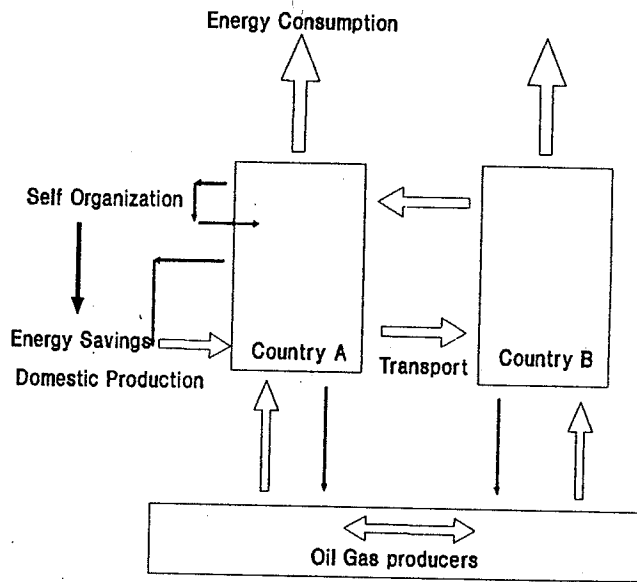 Energy Consumption
Self Organization
Energy Savings
Domestic Production
Country A
Transport
Country B
Oil Gas producers